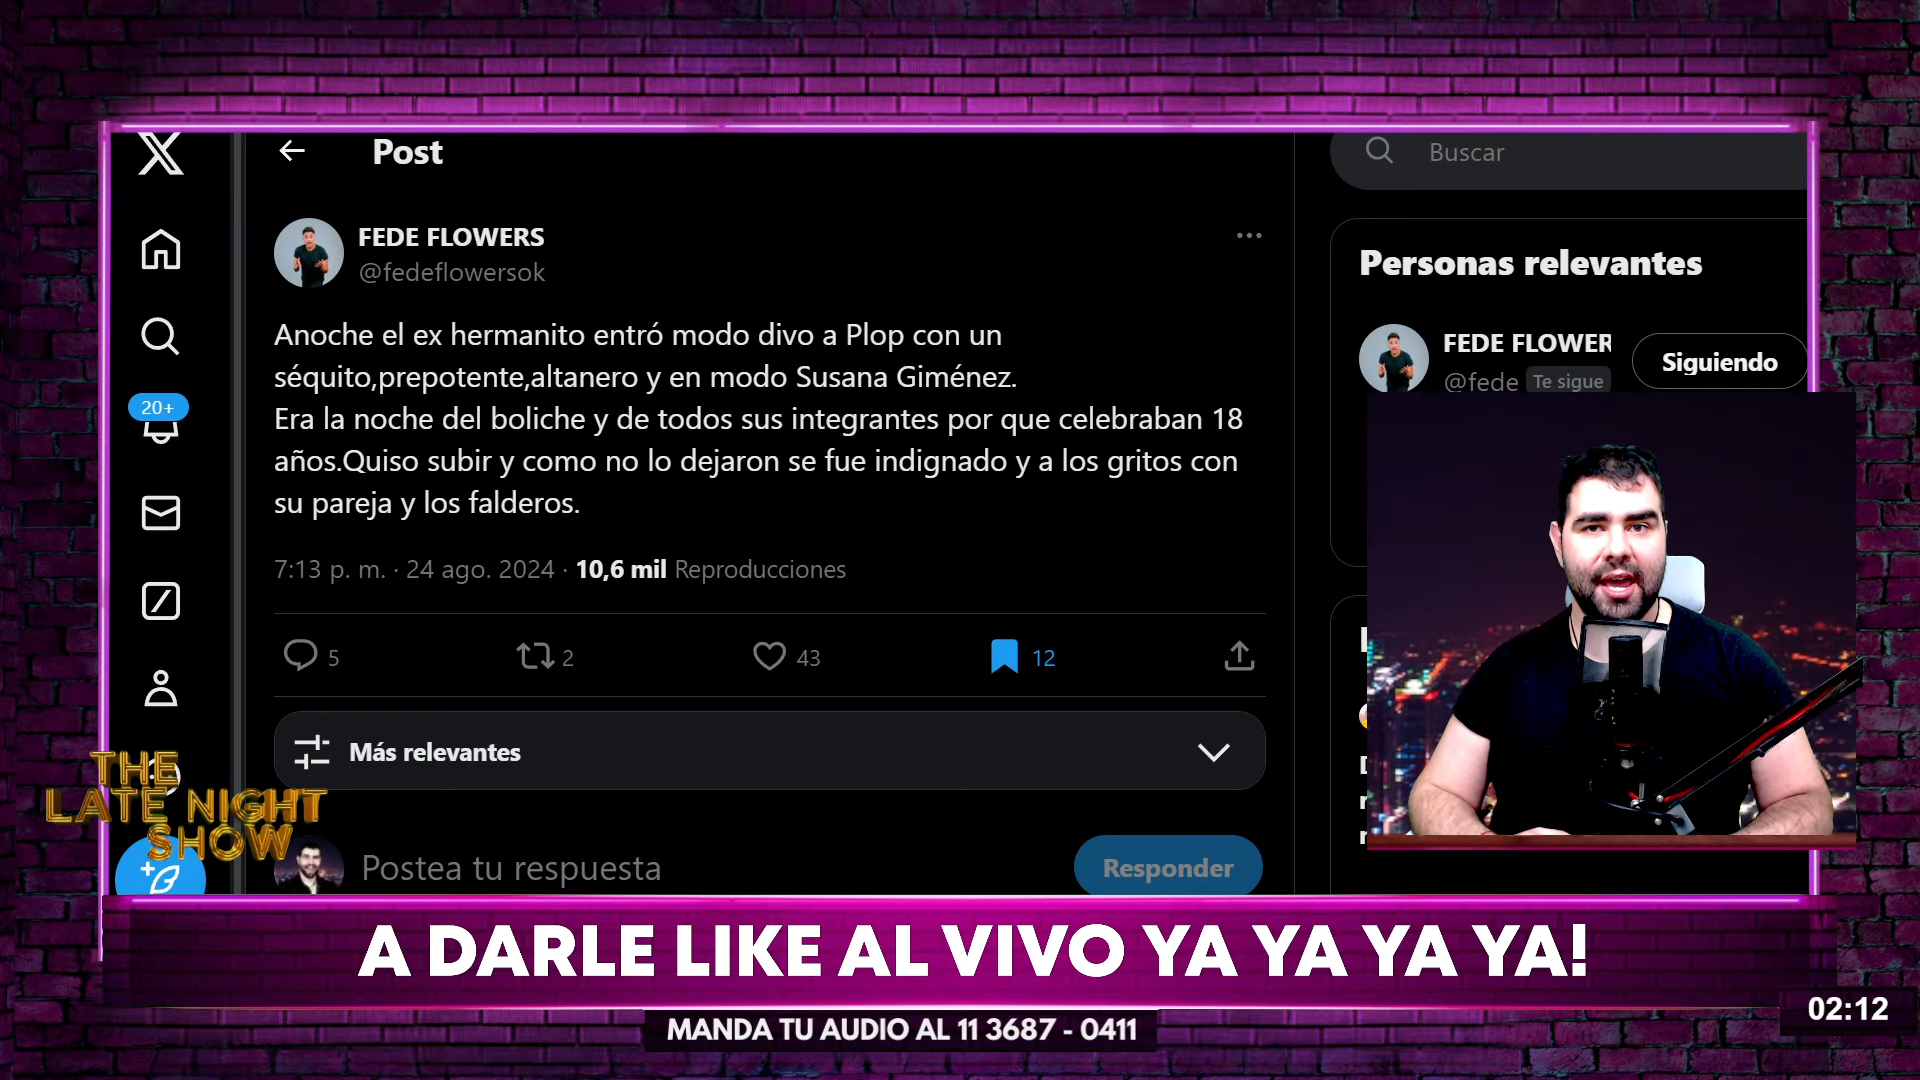 Post
Buscar
FEDE FLOWERS
@fedeflowersok
Anoche el ex hermanito entró modo divo a Plop con un
séquito,prepotente,altanero y en modo Susana Giménez.
Era la noche del boliche y de todos sus integrantes por que celebraban 18
años.Quiso subir y como no lo dejaron se fue indignado y a los gritos con
su pareja y los falderos.
7:13 p. m. · 24 ago. 2024 · 10,6 mil Reproducciones
5
2
43
12
Más relevantes
Postea tu respuesta
Responder
Personas relevantes
FEDE FLOWER
@fede
Te sigue
Siguiendo
20+
THE
LATE NIGHT
SHOW
A DARLE LIKE AL VIVO YA YA YA YA!
MANDA TU AUDIO AL 11 3687 - 0411
02:12